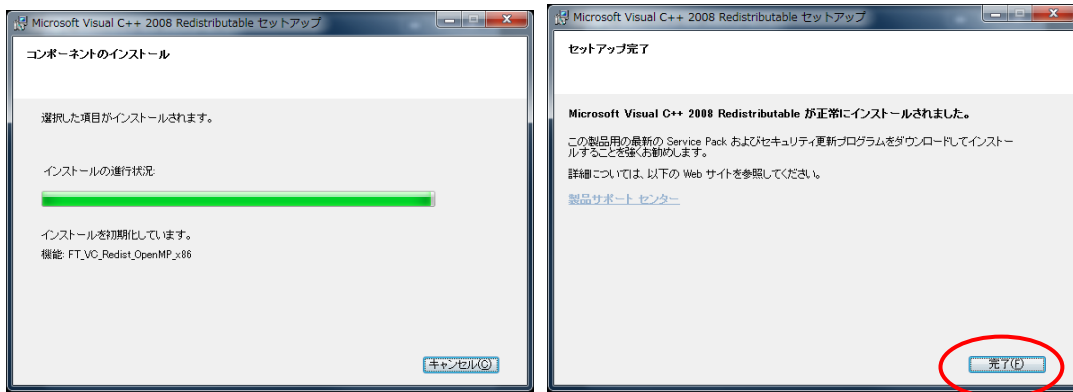 Microsoft Visual C++ 2008 Redistributable セットアップ
コンポーネントのインストール
選択した項目がインストールされます。
インストールの進行状況:
インストールを初期化しています。
機能: FT_VC_Redist_OpenMP_x86
キャンセル(C)
Microsoft Visual C++ 2008 Redistributable セットアップ
セットアップ完了
Microsoft Visual C++ 2008 Redistributable が正常にインストールされました。
この製品用の最新の Service Pack およびセキュリティ更新プログラムをダウンロードしてインストー
ルすることを強くお勧めします。
詳細については、以下の Web サイトを参照してください。
製品サポート センター
完了(F)